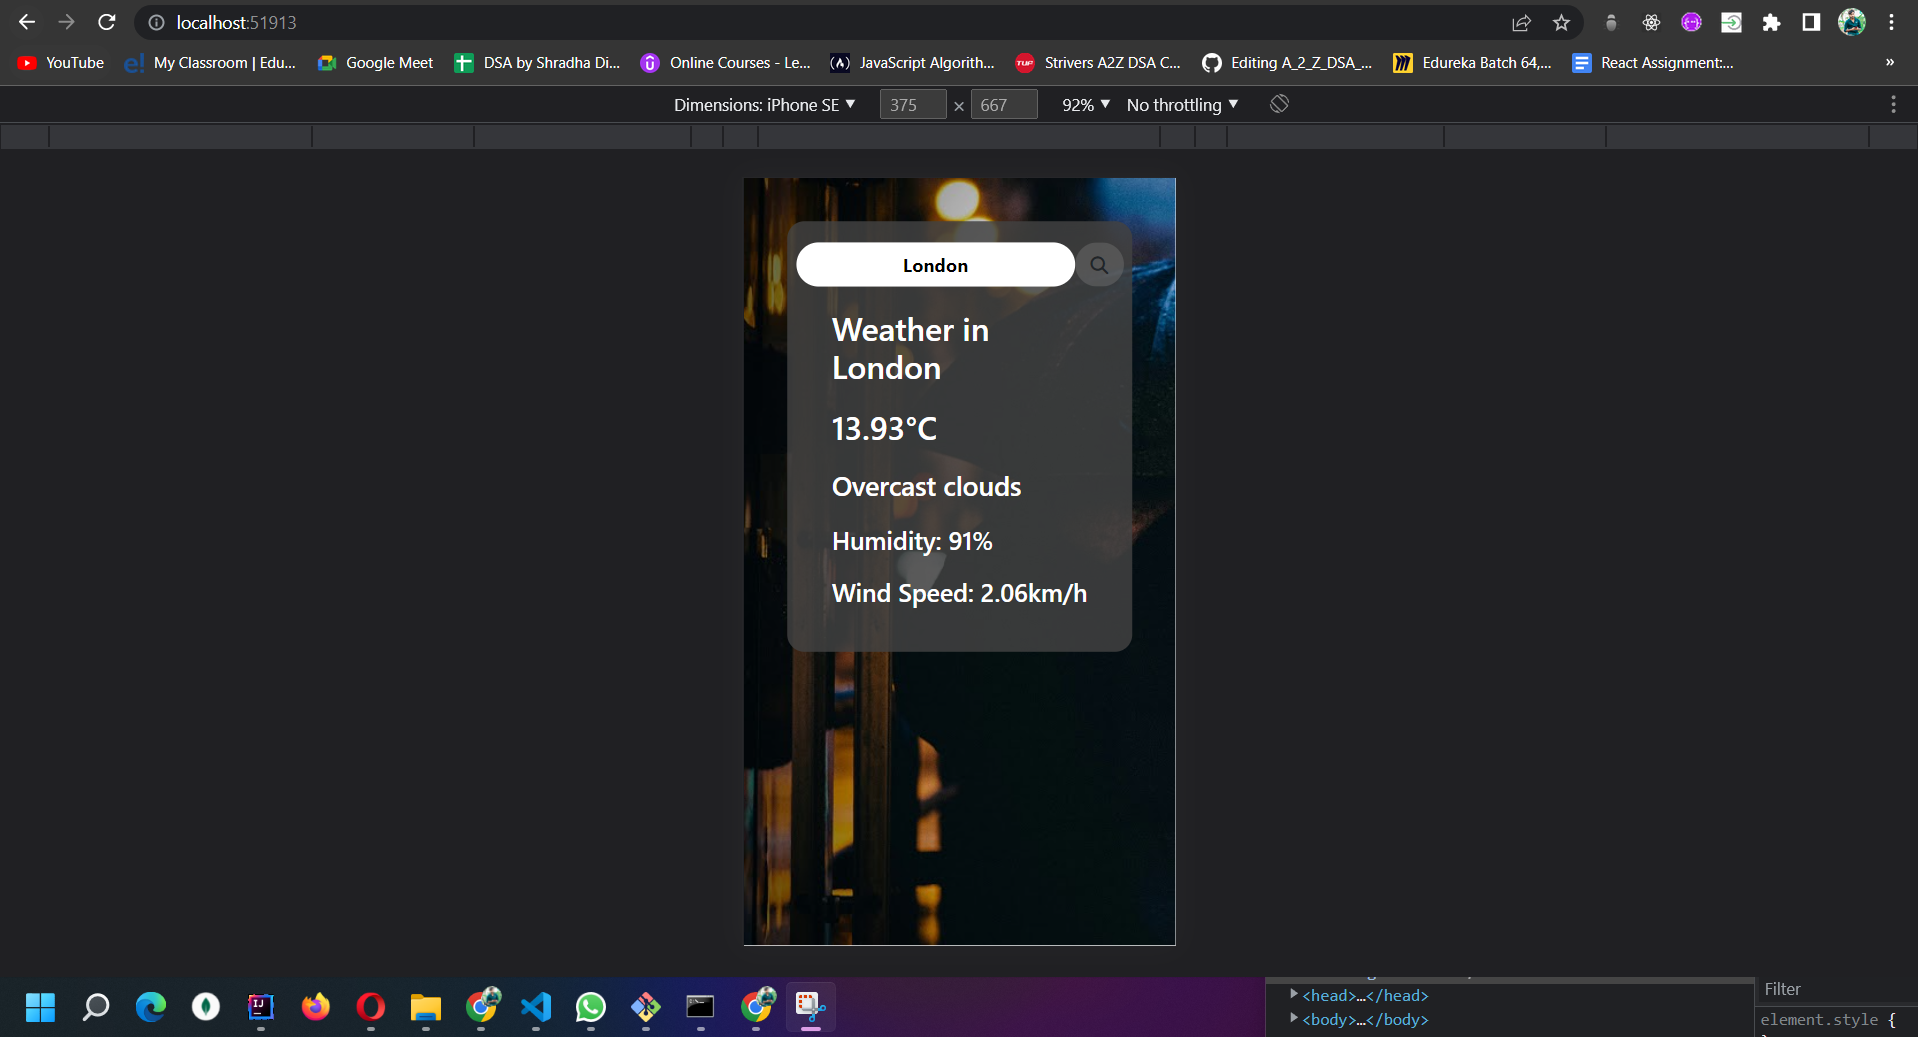 localhost:51913
YouTube My Classroom | Edu... Google Meet DSA by Shradha Di... Online Courses - Le... JavaScript Algorith... Strivers A2Z DSA C... Editing A_2_Z_DSA_... Edureka Batch 64,... React Assignment:... »
Dimensions: iPhone SE ▼ 375 × 667 92% ▼ No throttling ▼
London
Weather in
London
13.93°C
Overcast clouds
Humidity: 91%
Wind Speed: 2.06km/h
<head>…</head>
<body>…</body>
Filter
element.style {